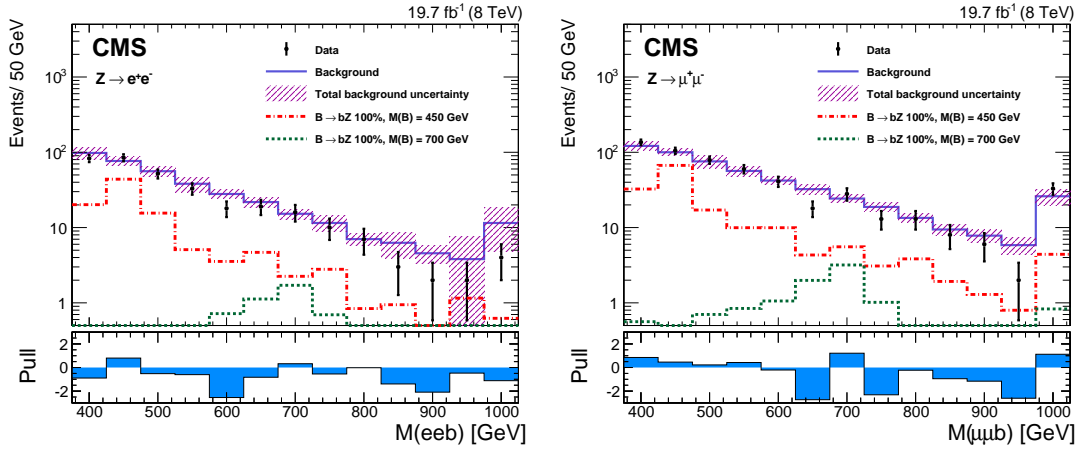 19.7 fb⁻¹ (8 TeV)
Events/ 50 GeV
CMS
Z → e⁺e⁻
Data
Background
Total background uncertainty
B → bZ 100%, M(B) = 450 GeV
B → bZ 100%, M(B) = 700 GeV
10³
10²
10
1
Pull
2
0
-2
400 500 600 700 800 900 1000
M(eeb) [GeV]
19.7 fb⁻¹ (8 TeV)
Events/ 50 GeV
CMS
Z → μ⁺μ⁻
Data
Background
Total background uncertainty
B → bZ 100%, M(B) = 450 GeV
B → bZ 100%, M(B) = 700 GeV
10³
10²
10
1
Pull
2
0
-2
400 500 600 700 800 900 1000
M(μμb) [GeV]